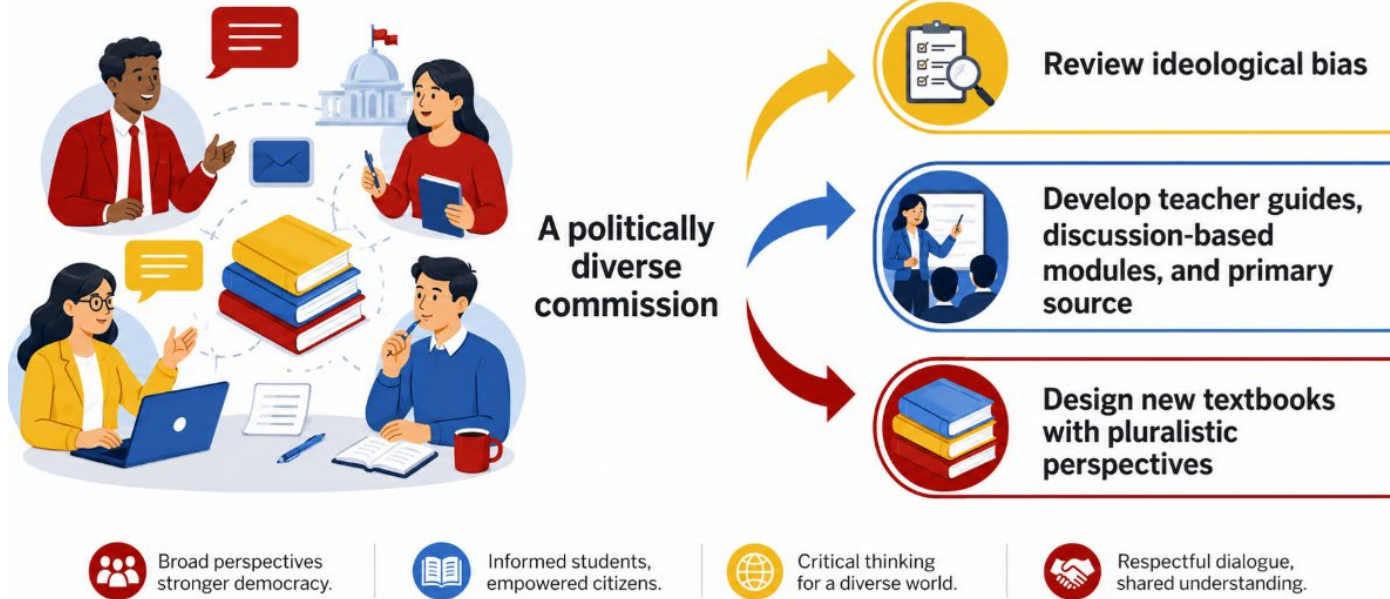 A politically
diverse
commission
Review ideological bias
Develop teacher guides,
discussion-based
modules, and primary
source
Design new textbooks
with pluralistic
perspectives
Broad perspectives
stronger democracy.
Informed students,
empowered citizens.
Critical thinking
for a diverse world.
Respectful dialogue,
shared understanding.